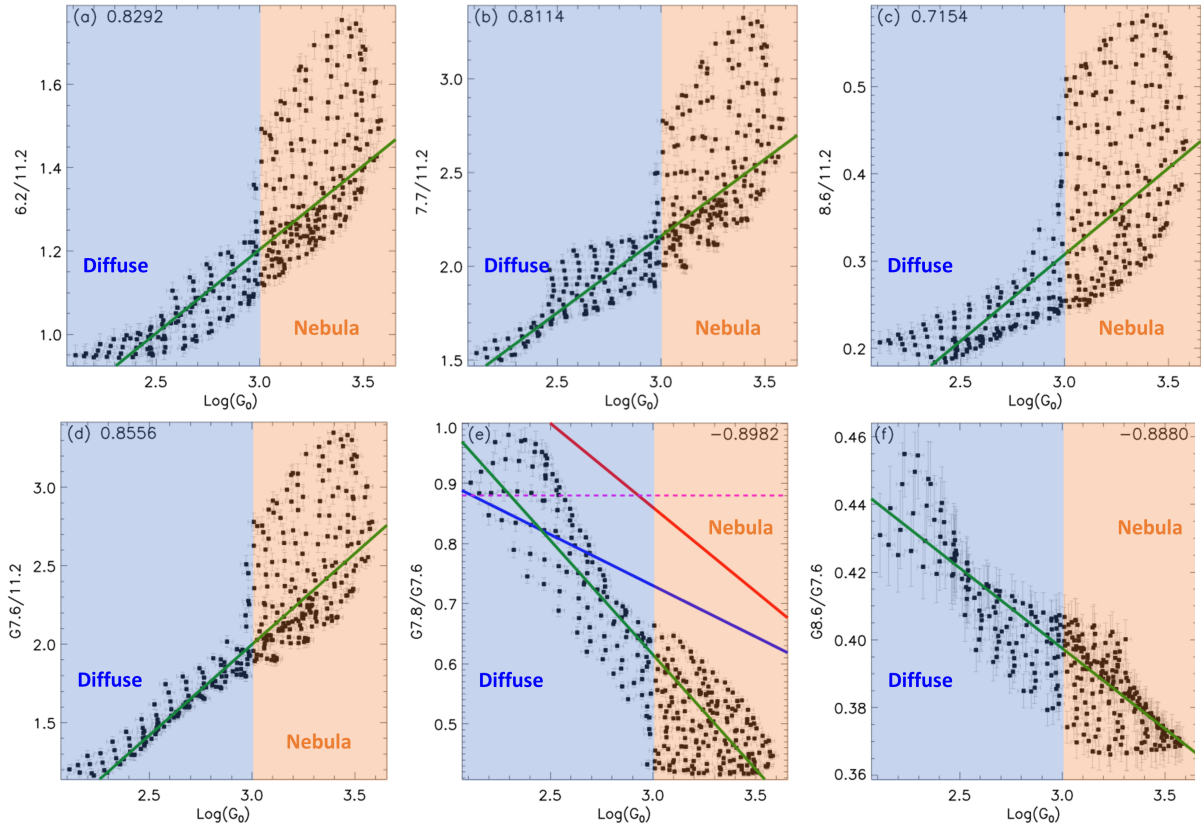 (a) 0.8292
6.2/11.2
1.6
1.4
1.2
1.0
Diffuse
Nebula
2.5 3.0 3.5
Log(G₀)
(b) 0.8114
7.7/11.2
3.0
2.5
2.0
1.5
Diffuse
Nebula
2.5 3.0 3.5
Log(G₀)
(c) 0.7154
8.6/11.2
0.5
0.4
0.3
0.2
Diffuse
Nebula
2.5 3.0 3.5
Log(G₀)
(d) 0.8556
G7.6/11.2
3.0
2.5
2.0
1.5
Diffuse
Nebula
2.5 3.0 3.5
Log(G₀)
(e) −0.8982
G7.8/G7.6
1.0
0.9
0.8
0.7
0.6
0.5
Nebula
Diffuse
2.5 3.0 3.5
Log(G₀)
(f) −0.8880
G8.6/G7.6
0.46
0.44
0.42
0.40
0.38
0.36
Nebula
Diffuse
2.5 3.0 3.5
Log(G₀)